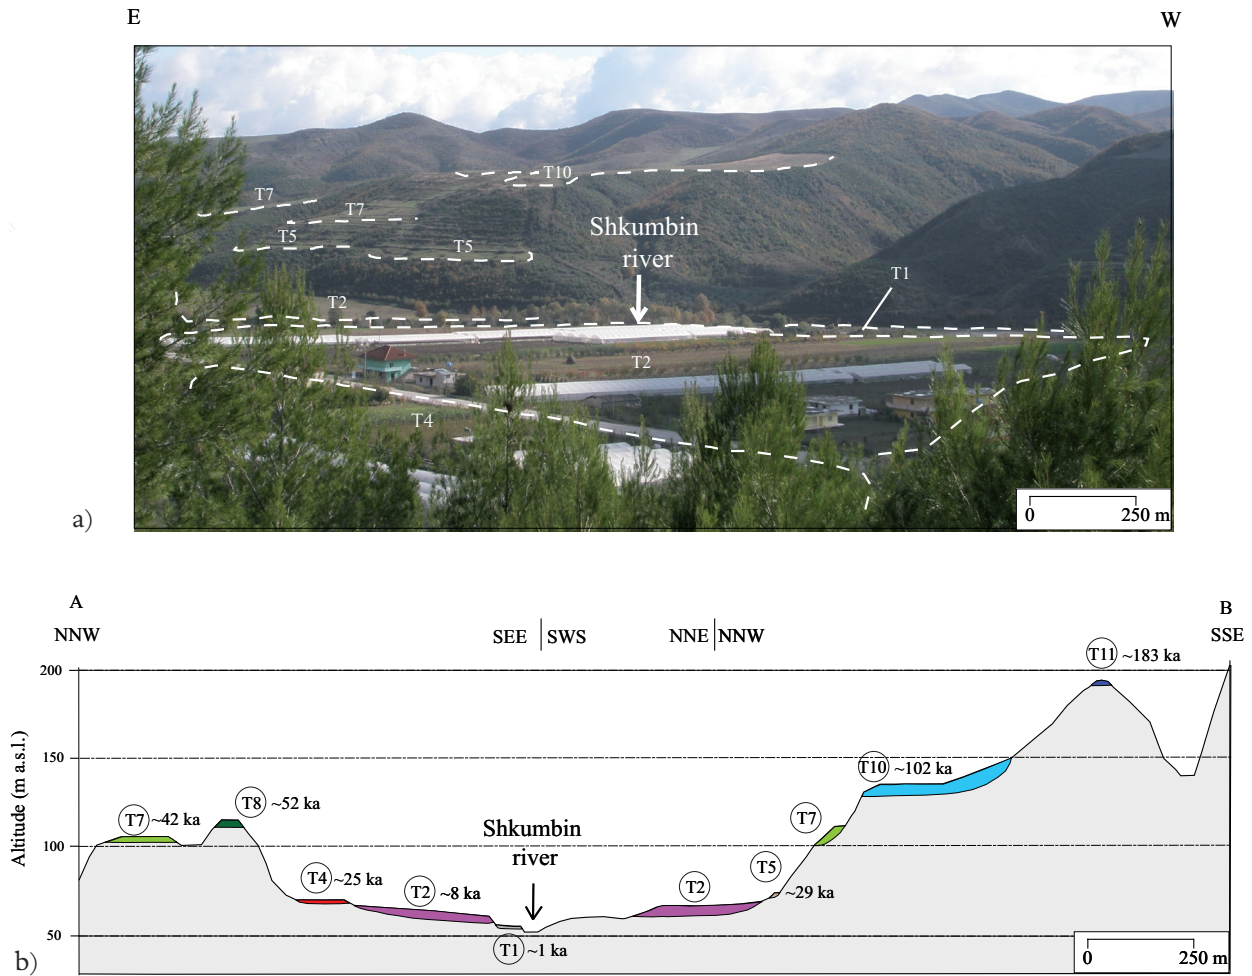 E
W
T10
T7
T7
Shkumbin
river
T5
T5
T1
T2
T2
T4
a)
0
250 m
A
B
NNW
SEE
SWS
NNE
NNW
SSE
T11
~183 ka
200
150
T10
~102 ka
T8
~52 ka
T7
~42 ka
T7
Shkumbin
river
Altitude (m a.s.l.)
100
T5
~29 ka
T4
~25 ka
T2
~8 ka
T2
50
T1
~1 ka
b)
0
250 m